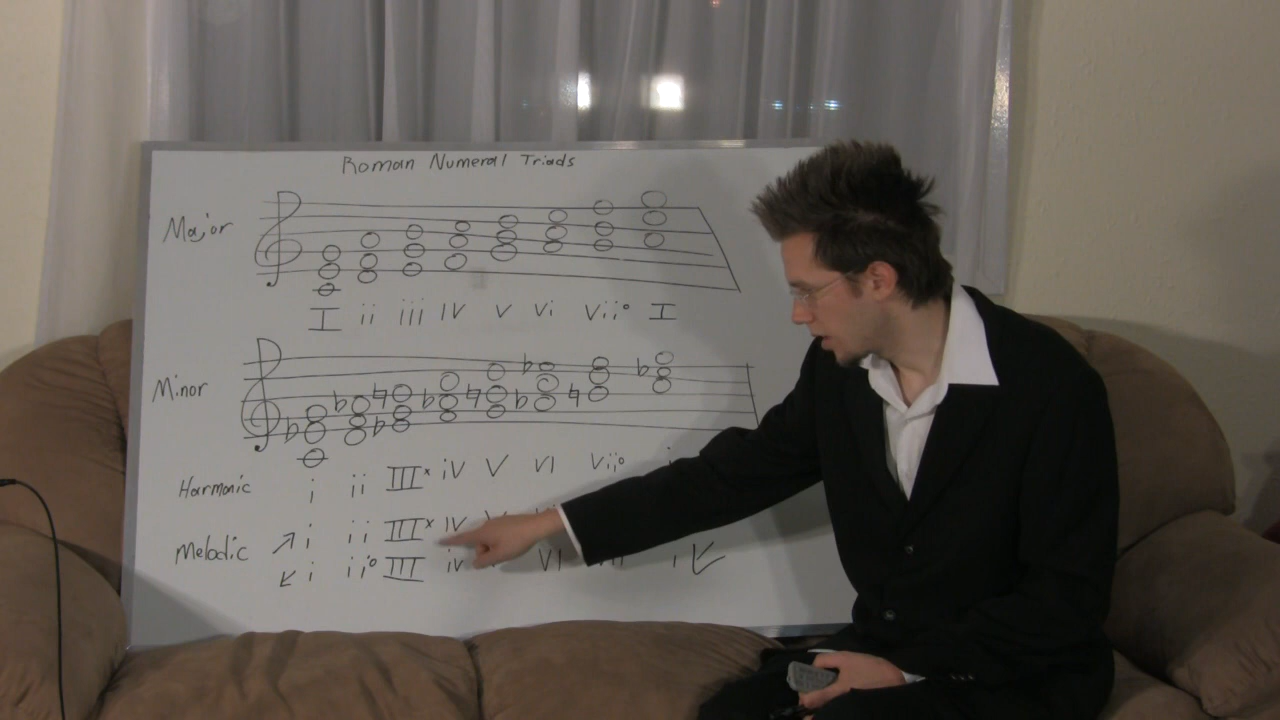 Roman Numeral Triads
Major
I ii iii IV V Vi Vii° I
Minor
Harmonic i ii III× iV V VI Vii° i
Melodic ↗ i ii III× IV
↙ i ii° III iv VI i